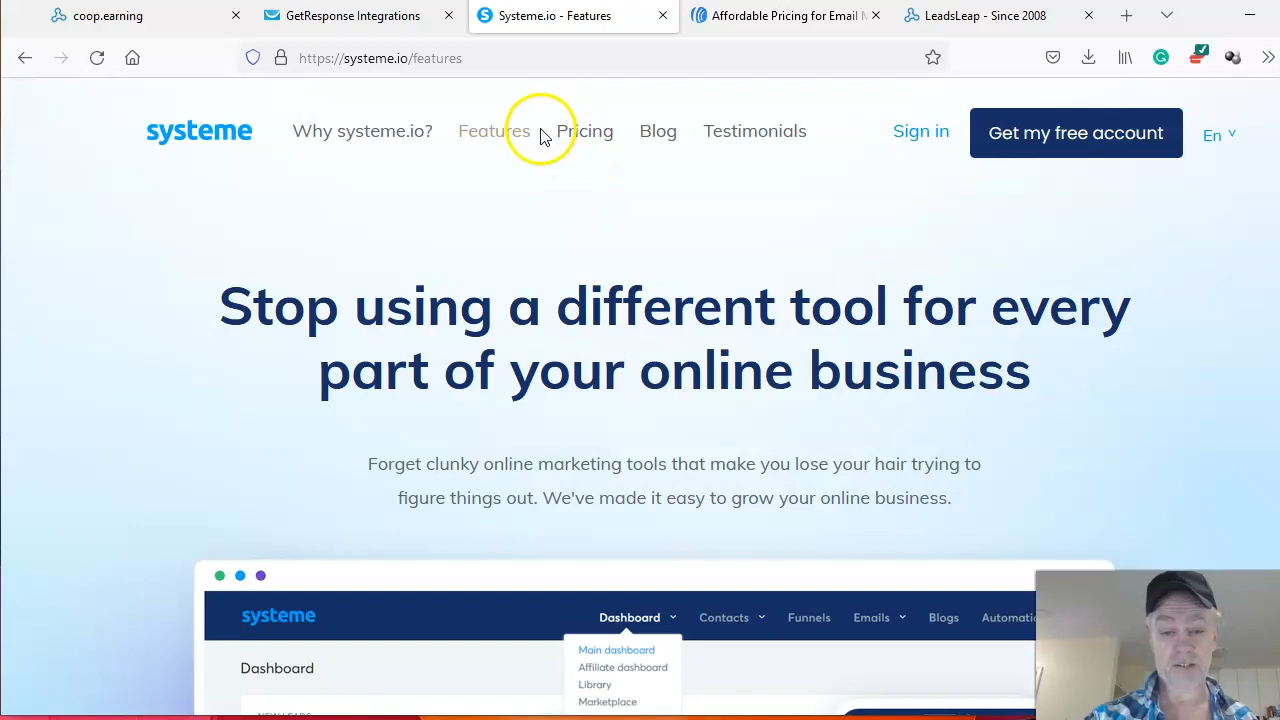 coop.earning
GetResponse Integrations
Systeme.io - Features
Affordable Pricing for Email M
LeadsLeap - Since 2008
https://systeme.io/features
systeme
Why systeme.io?
Features
Pricing
Blog
Testimonials
Sign in
Get my free account
En
Stop using a different tool for every
part of your online business
Forget clunky online marketing tools that make you lose your hair trying to
figure things out. We've made it easy to grow your online business.
systeme
Dashboard
Contacts
Funnels
Emails
Blogs
Automatio
Main dashboard
Dashboard
Affiliate dashboard
Library
Marketplace
NEW LEADS